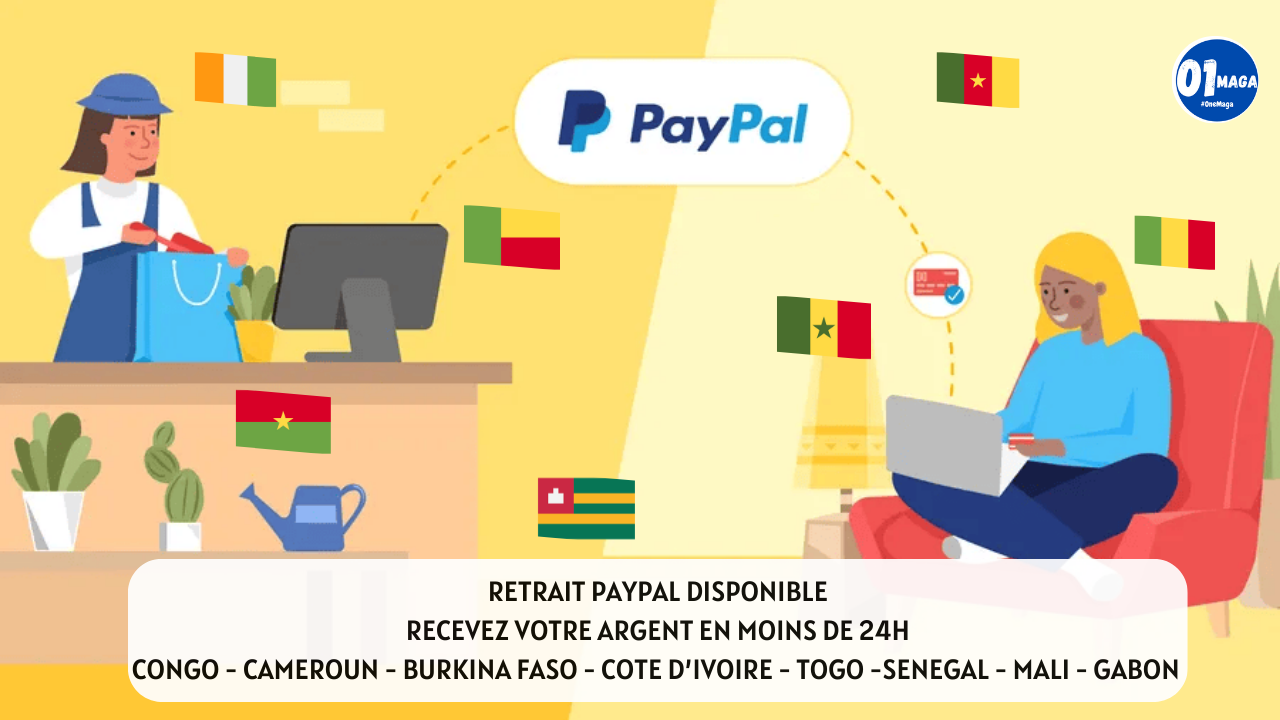 PayPal
01 MAGA
#OneMaga
RETRAIT PAYPAL DISPONIBLE
RECEVEZ VOTRE ARGENT EN MOINS DE 24H
CONGO - CAMEROUN - BURKINA FASO - COTE D'IVOIRE - TOGO -SENEGAL - MALI - GABON